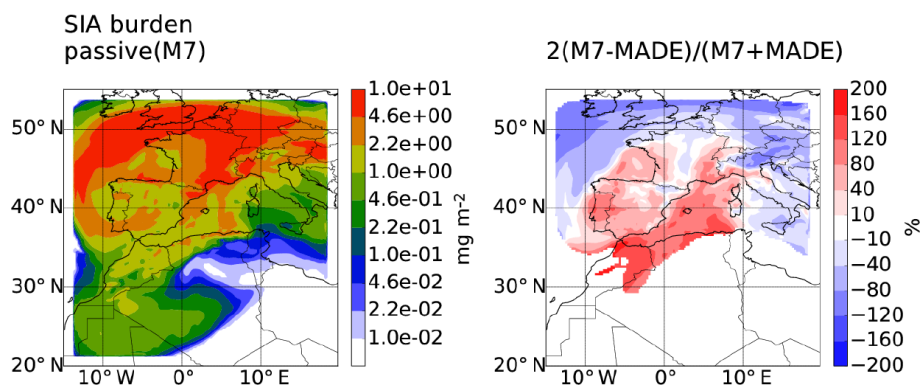 SIA burden
passive(M7)
50° N
40° N
30° N
20° N
10° W
0°
10° E
1.0e+01
4.6e+00
2.2e+00
1.0e+00
4.6e-01
2.2e-01
1.0e-01
4.6e-02
2.2e-02
1.0e-02
mg m-2
2(M7-MADE)/(M7+MADE)
50° N
40° N
30° N
20° N
10° W
0°
10° E
200
160
120
80
40
10
−10
−40
−80
−120
−160
−200
%